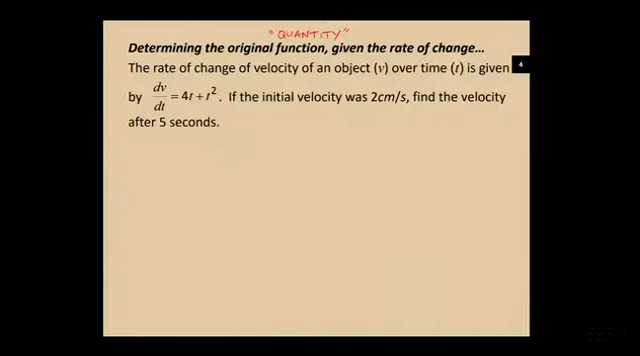 "QUANTITY"
Determining the original function, given the rate of change...
The rate of change of velocity of an object (v) over time (t) is given
4
by dv/dt = 4t + t². If the initial velocity was 2cm/s, find the velocity
after 5 seconds.